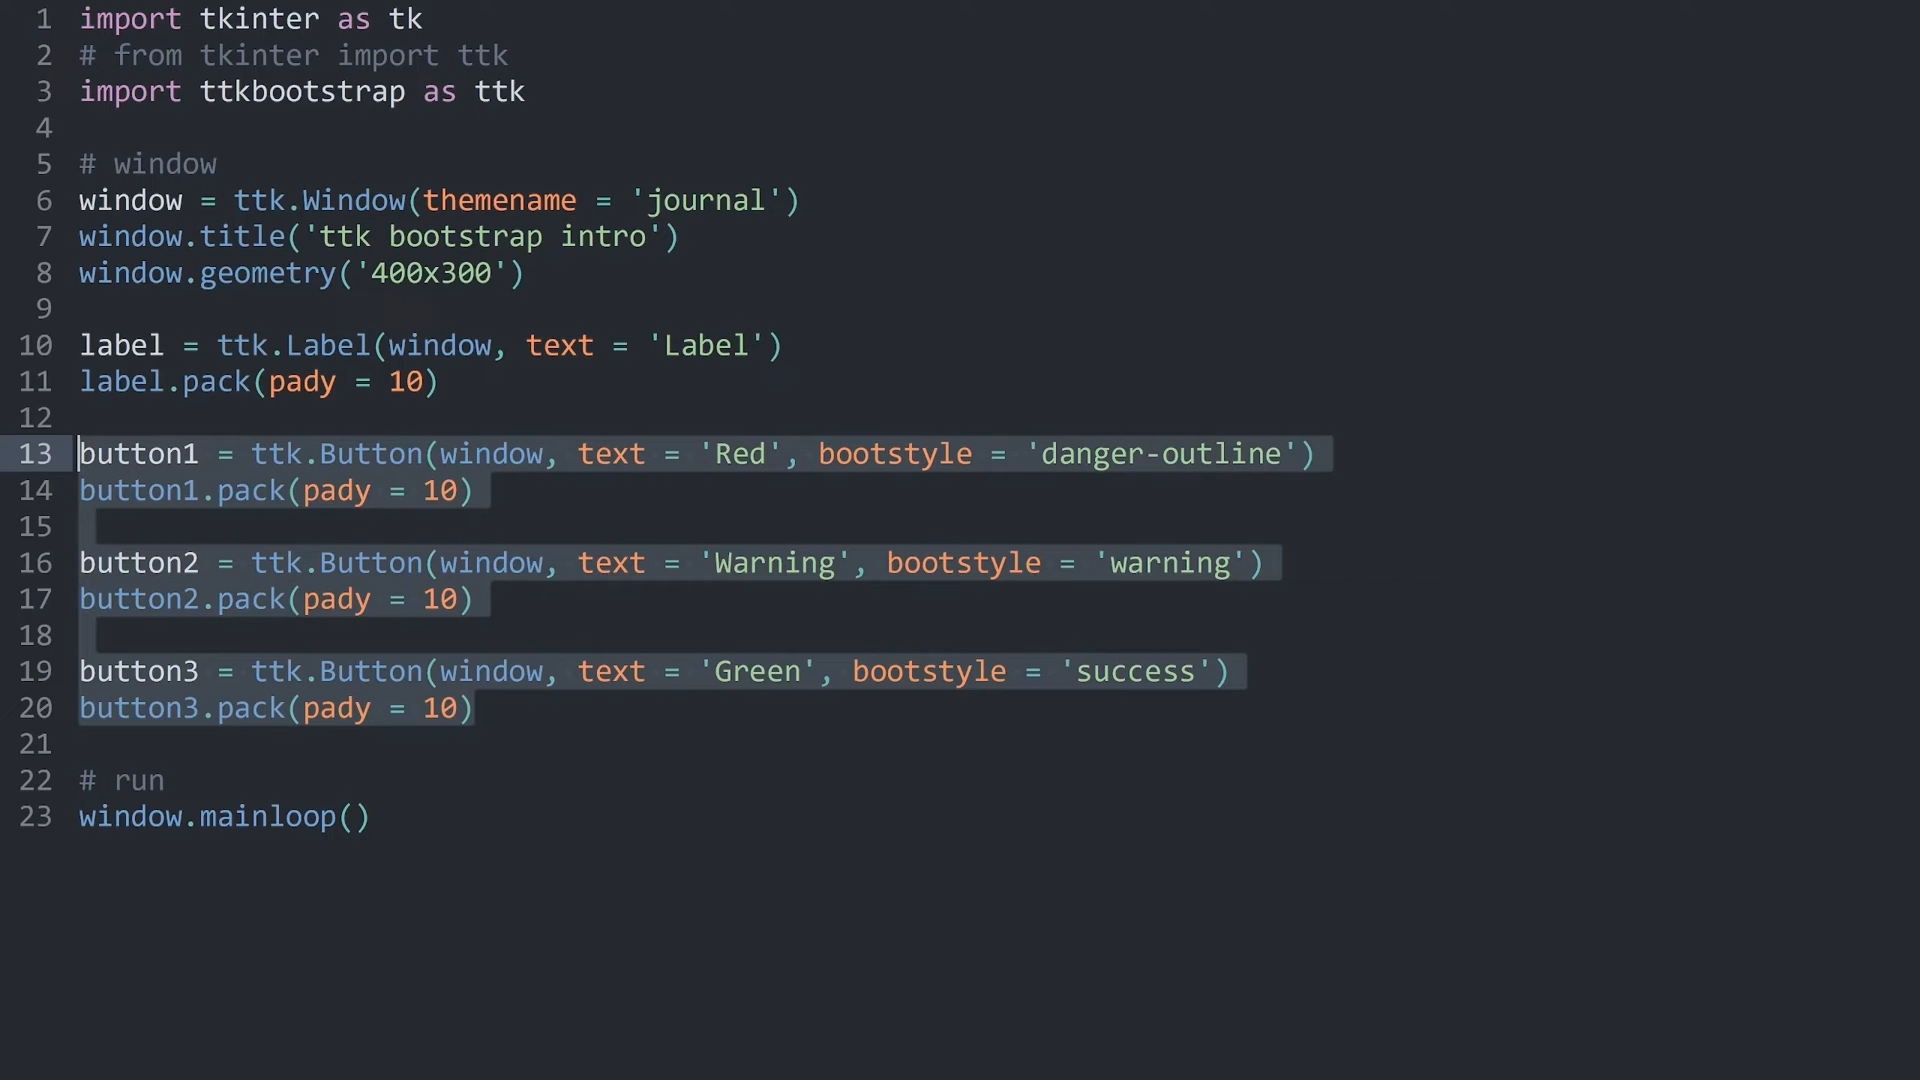 1 import tkinter as tk
2 # from tkinter import ttk
3 import ttkbootstrap as ttk
4
5 # window
6 window = ttk.Window(themename = 'journal')
7 window.title('ttk bootstrap intro')
8 window.geometry('400x300')
9
10 label = ttk.Label(window, text = 'Label')
11 label.pack(pady = 10)
12
13 button1 = ttk.Button(window, text = 'Red', bootstyle = 'danger-outline')
14 button1.pack(pady = 10)
15
16 button2 = ttk.Button(window, text = 'Warning', bootstyle = 'warning')
17 button2.pack(pady = 10)
18
19 button3 = ttk.Button(window, text = 'Green', bootstyle = 'success')
20 button3.pack(pady = 10)
21
22 # run
23 window.mainloop()